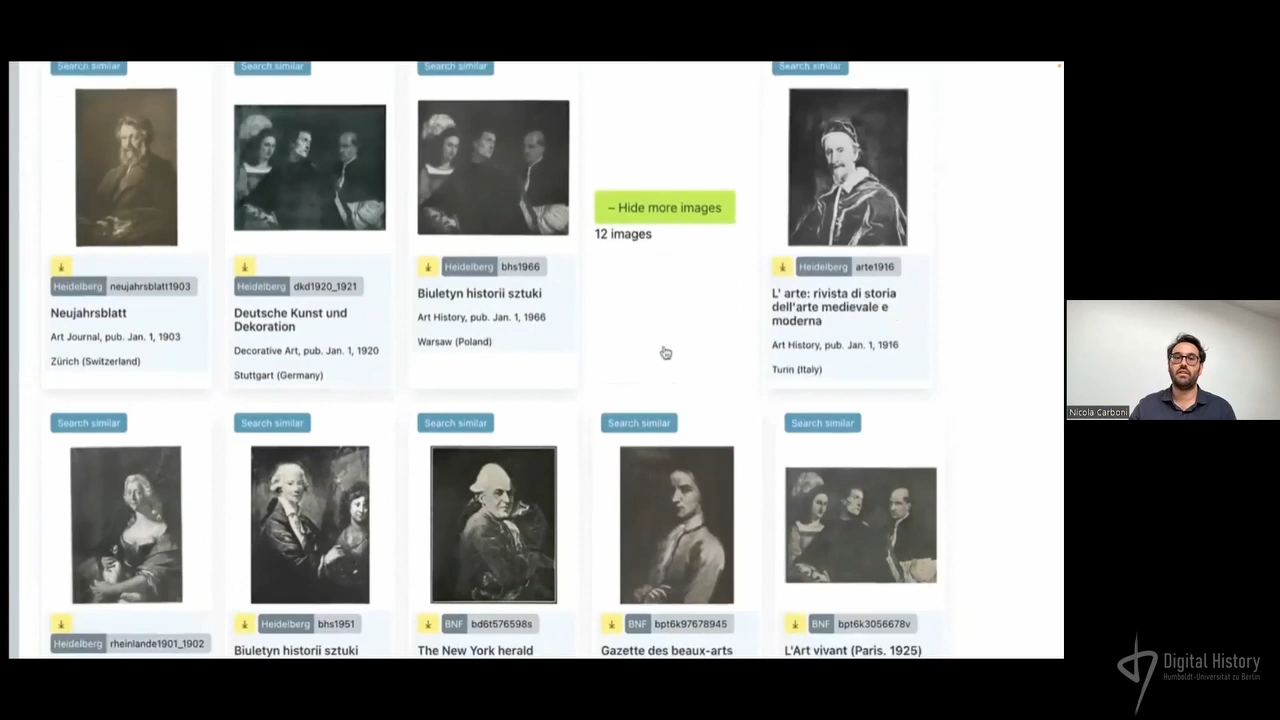 Search similar
Search similar
Search similar
Search similar
– Hide more images
12 images
Heidelberg neujahrsblatt1903
Neujahrsblatt
Art Journal, pub. Jan. 1, 1903
Zürich (Switzerland)
Heidelberg dkd1920_1921
Deutsche Kunst und
Dekoration
Decorative Art, pub. Jan. 1, 1920
Stuttgart (Germany)
Heidelberg bhs1966
Biuletyn historii sztuki
Art History, pub. Jan. 1, 1966
Warsaw (Poland)
Heidelberg arte1916
L' arte: rivista di storia
dell'arte medievale e
moderna
Art History, pub. Jan. 1, 1916
Turin (Italy)
Search similar
Search similar
Search similar
Search similar
Search similar
Heidelberg rheinlande1901_1902
Heidelberg bhs1951
Biuletyn historii sztuki
BNF bd6t576598s
The New York herald
BNF bpt6k97678945
Gazette des beaux-arts
BNF bpt6k3056678v
L'Art vivant (Paris. 1925)
Nicola Carboni
Digital History
Humboldt-Universität zu Berlin